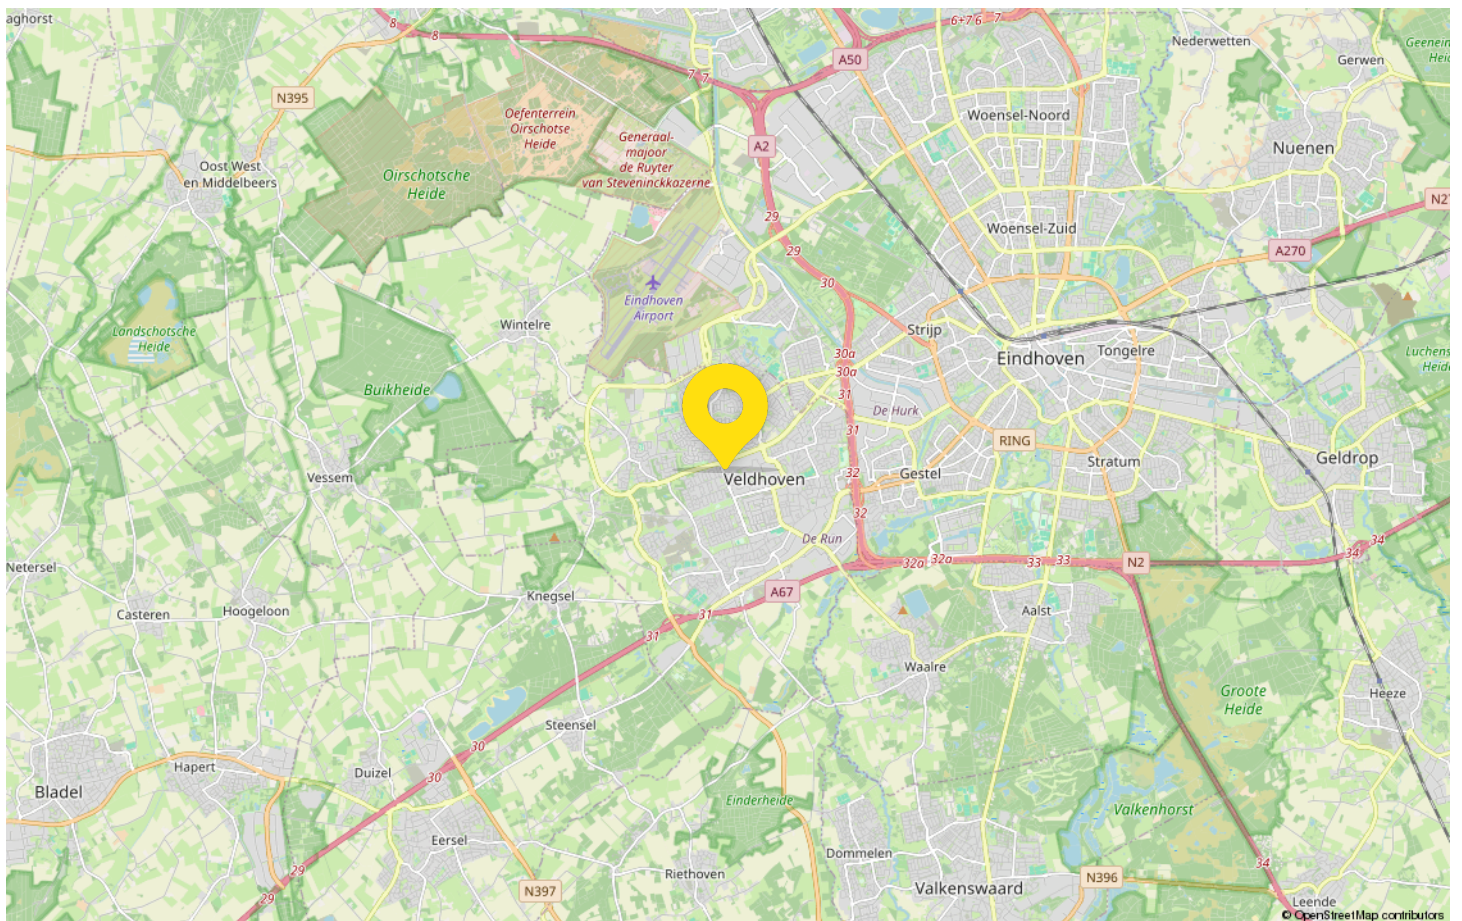 aghorst
8
8
7
7
6+7
6
7
A50
Nederwetten
Gerwen
N395
Oefenterrein
Oirschotse
Heide
Generaal-
majoor
de Ruyter
van Steveninckkazerne
A2
Woensel-Noord
Nuenen
Oost West
en Middelbeers
Oirschotsche
Heide
29
29
Woensel-Zuid
A270
30
Eindhoven
Airport
Landschotsche
Heide
Wintelre
Strijp
Eindhoven
Tongelre
30a
30a
Buikheide
31
De Hurk
31
RING
Stratum
Geldrop
Vessem
Veldhoven
32
Gestel
32
De Run
34
34
Netersel
32a
32a
33
33
N2
Knegsel
A67
Casteren
Hoogeloon
31
31
Aalst
Waalre
Groote
Heide
Heeze
Steensel
30
30
Hapert
Duizel
Bladel
Einderheide
Valkenhorst
Eersel
Dommelen
29
29
N397
Riethoven
Valkenswaard
N396
34
Leende
© OpenStreetMap contributors